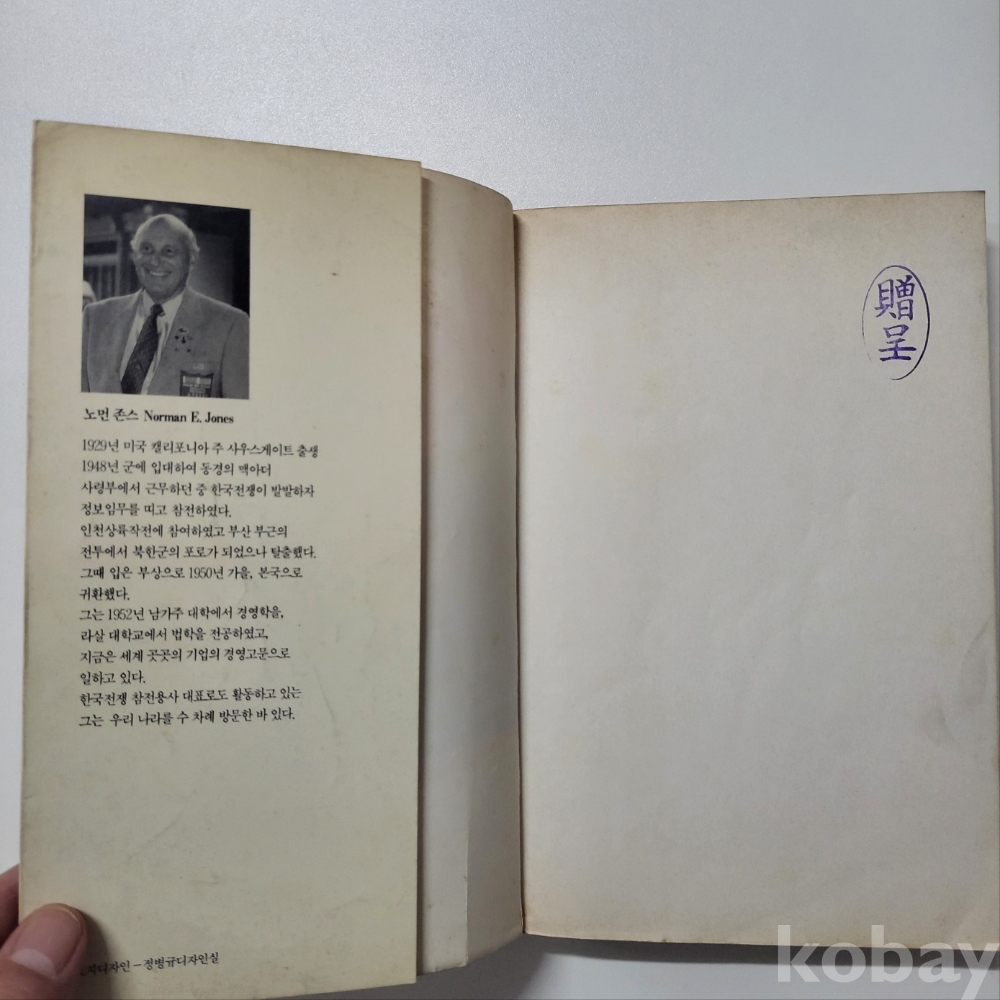 노먼 존스 Norman E. Jones
1929년 미국 캘리포니아 주 사우스게이트 출생
1948년 군에 입대하여 동경의 맥아더
사령부에서 근무하던 중 한국전쟁이 발발하자
정보임무를 띠고 참전하였다.
인천상륙작전에 참여하였고 부산 부근의
전투에서 북한군의 포로가 되었으나 탈출했다.
그때 입은 부상으로 1950년 가을, 본국으로
귀환했다.
그는 1952년 남가주 대학에서 경영학을,
라살 대학교에서 법학을 전공하였고,
지금은 세계 곳곳의 기업의 경영고문으로
일하고 있다.
한국전쟁 참전용사 대표로도 활동하고 있는
그는 우리 나라를 수 차례 방문한 바 있다.
디자인–정병규디자인실
贈
呈
kobay